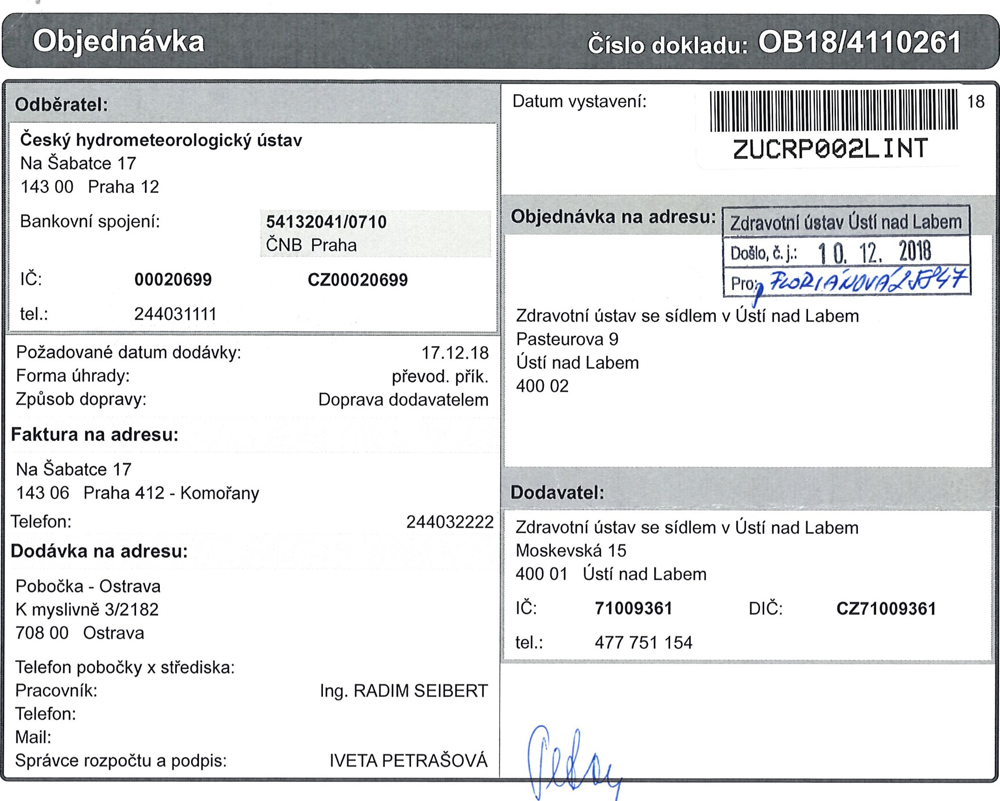 Objednávka
Číslo dokladu: OB18/4110261
Odběratel:
Český hydrometeorologický ústav
Na Šabatce 17
143 00 Praha 12
Bankovní spojení: 54132041/0710
ČNB Praha
IČ: 00020699 CZ00020699
tel.: 244031111
Požadované datum dodávky: 17.12.18
Forma úhrady: převod. přík.
Způsob dopravy: Doprava dodavatelem
Faktura na adresu:
Na Šabatce 17
143 06 Praha 412 - Komořany
Telefon: 244032222
Dodávka na adresu:
Pobočka - Ostrava
K myslivně 3/2182
708 00 Ostrava
Telefon pobočky x střediska:
Pracovník: Ing. RADIM SEIBERT
Telefon:
Mail:
Správce rozpočtu a podpis: IVETA PETRAŠOVÁ
Datum vystavení: 18
ZUCRP002LINT
Objednávka na adresu:
Zdravotní ústav Ústí nad Labem
Došlo, č. j.: 10. 12. 2018
Pro: FLORIÁNOVÁ
Zdravotní ústav se sídlem v Ústí nad Labem
Pasteurova 9
Ústí nad Labem
400 02
Dodavatel:
Zdravotní ústav se sídlem v Ústí nad Labem
Moskevská 15
400 01 Ústí nad Labem
IČ: 71009361 DIČ: CZ71009361
tel.: 477 751 154